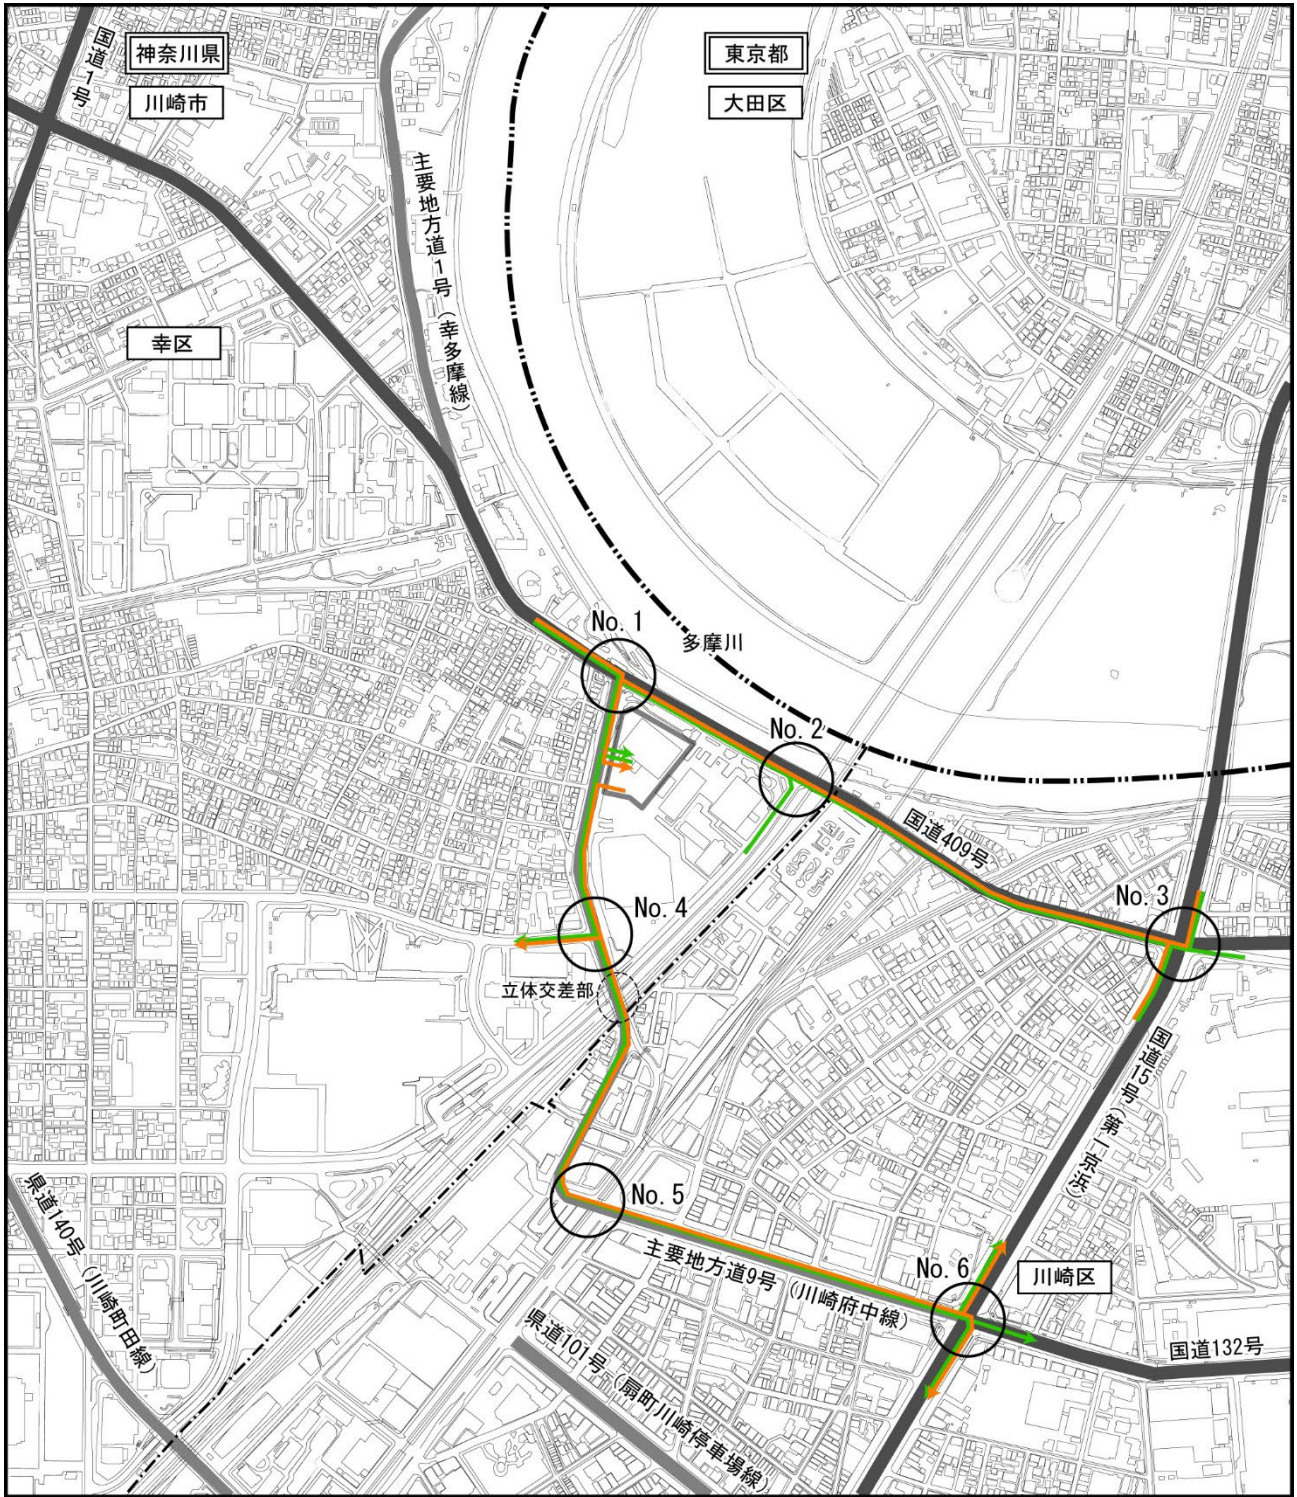 国道1号
神奈川県
川崎市
東京都
大田区
主要地方道1号(幸多摩線)
幸区
No.1
多摩川
No.2
国道409号
No.3
No.4
立体交差部
国道15号(第一京浜)
No.5
県道140号(川崎町田線)
主要地方道9号(川崎府中線)
No.6
川崎区
県道101号(扇町川崎停車場線)
国道132号